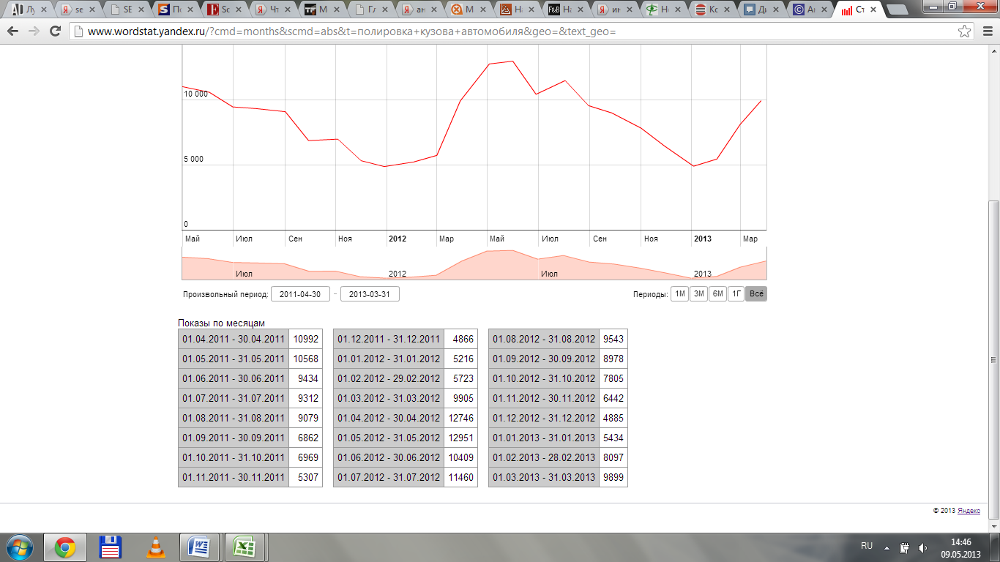 Лу
se
SE
По
Sc
Чт
М
Гл
ан
М
На
На
ин
Не
Ко
Ди
Ан
Ст
www.wordstat.yandex.ru/?cmd=months&scmd=abs&t=полировка+кузова+автомобиля&geo=&text_geo=
10 000
5 000
0
Май Июл Сен Ноя 2012 Мар Май Июл Сен Ноя 2013 Мар
Июл 2012 Июл 2013
Произвольный период: 2011-04-30 - 2013-03-31 Периоды: 1М 3М 6М 1Г Всё
Показы по месяцам
01.04.2011 - 30.04.2011 10992 01.12.2011 - 31.12.2011 4866 01.08.2012 - 31.08.2012 9543
01.05.2011 - 31.05.2011 10568 01.01.2012 - 31.01.2012 5216 01.09.2012 - 30.09.2012 8978
01.06.2011 - 30.06.2011 9434 01.02.2012 - 29.02.2012 5723 01.10.2012 - 31.10.2012 7805
01.07.2011 - 31.07.2011 9312 01.03.2012 - 31.03.2012 9905 01.11.2012 - 30.11.2012 6442
01.08.2011 - 31.08.2011 9079 01.04.2012 - 30.04.2012 12746 01.12.2012 - 31.12.2012 4885
01.09.2011 - 30.09.2011 6862 01.05.2012 - 31.05.2012 12951 01.01.2013 - 31.01.2013 5434
01.10.2011 - 31.10.2011 6969 01.06.2012 - 30.06.2012 10409 01.02.2013 - 28.02.2013 8097
01.11.2011 - 30.11.2011 5307 01.07.2012 - 31.07.2012 11460 01.03.2013 - 31.03.2013 9899
© 2013 Яндекс
RU 14:46
09.05.2013